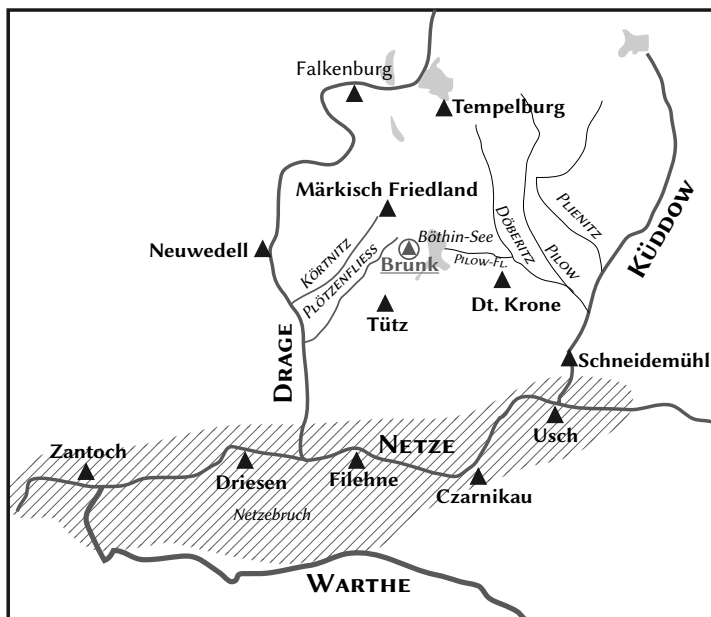 Falkenburg
Tempelburg
Märkisch Friedland
KÜDDOW
PLIENITZ
DÖBERITZ
Böthin-See
PILOW
Neuwedell
KÖRTNITZ
Brunk
PILOW-FL.
PLÖTZENFLIESS
Dt. Krone
Tütz
DRAGE
Schneidemühl
Usch
NETZE
Zantoch
Driesen
Filehne
Czarnikau
Netzebruch
WARTHE